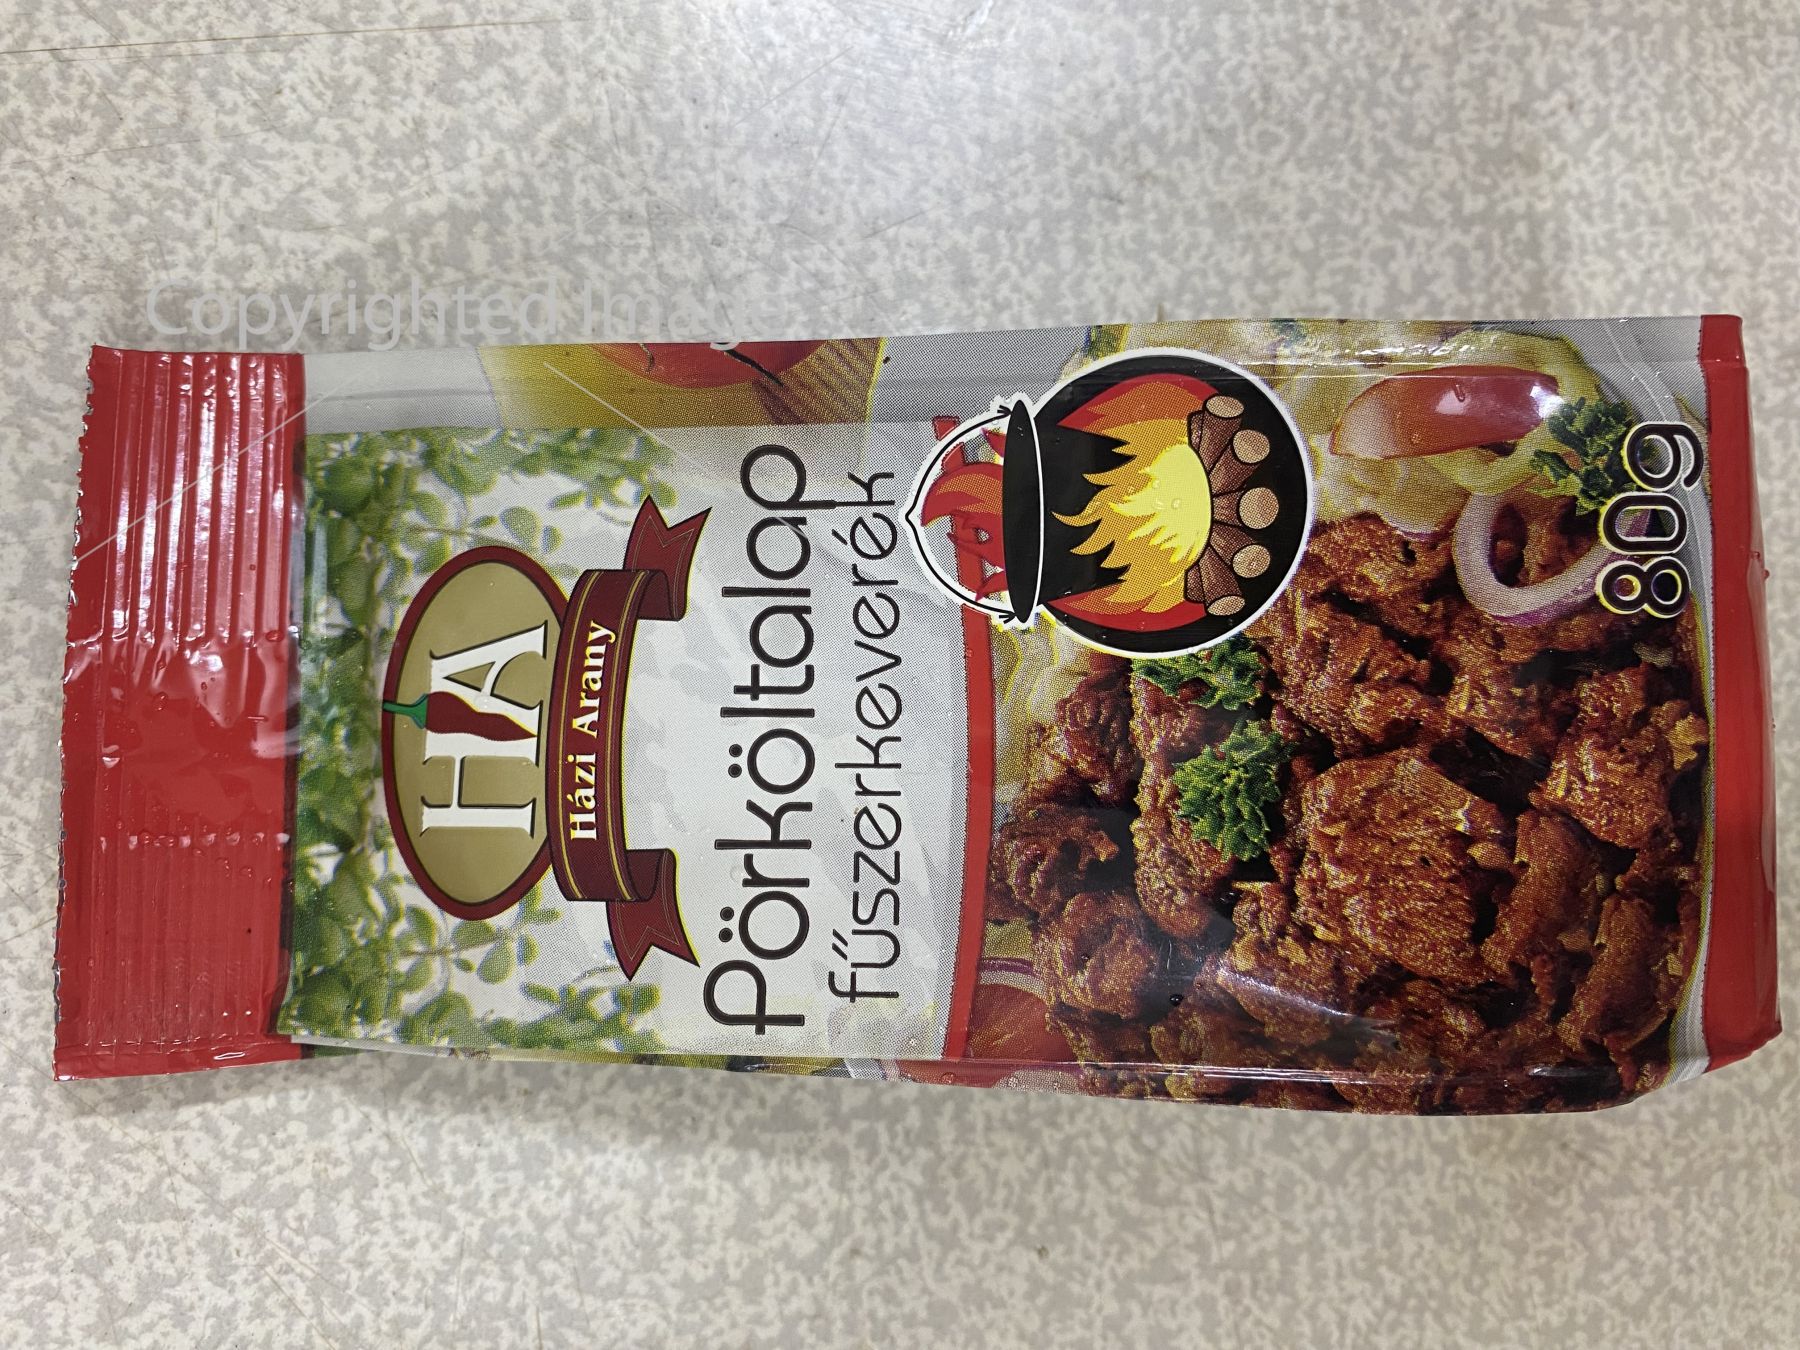 Copyrighted Image
HA
Házi Arany
Pörköltalap
fűszerkeverék
80g